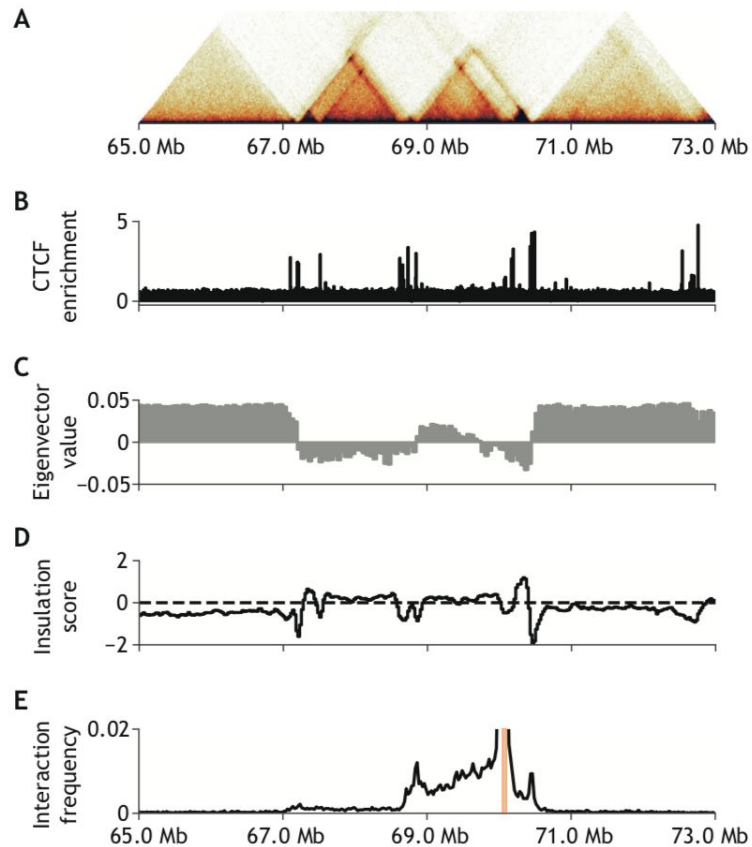 A
65.0 Mb 67.0 Mb 69.0 Mb 71.0 Mb 73.0 Mb
B
CTCF
enrichment
5
0
C
Eigenvector
value
0.05
0
−0.05
D
Insulation
score
2
0
−2
E
Interaction
frequency
0.02
0
65.0 Mb 67.0 Mb 69.0 Mb 71.0 Mb 73.0 Mb